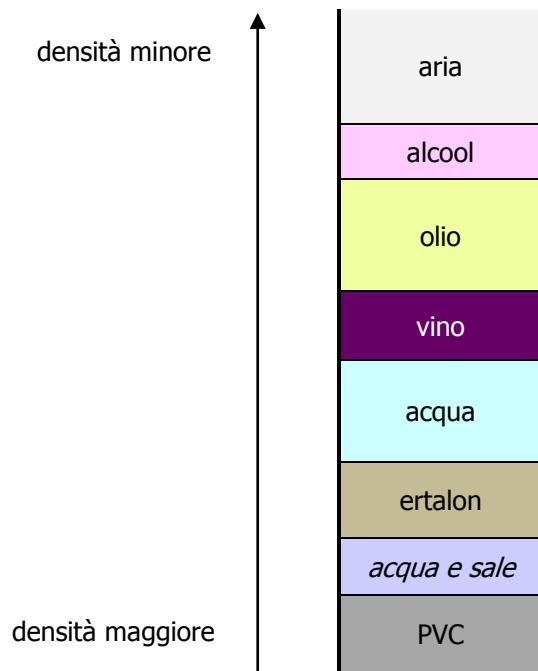 densità minore
aria
alcool
olio
vino
acqua
ertalon
acqua e sale
densità maggiore
PVC